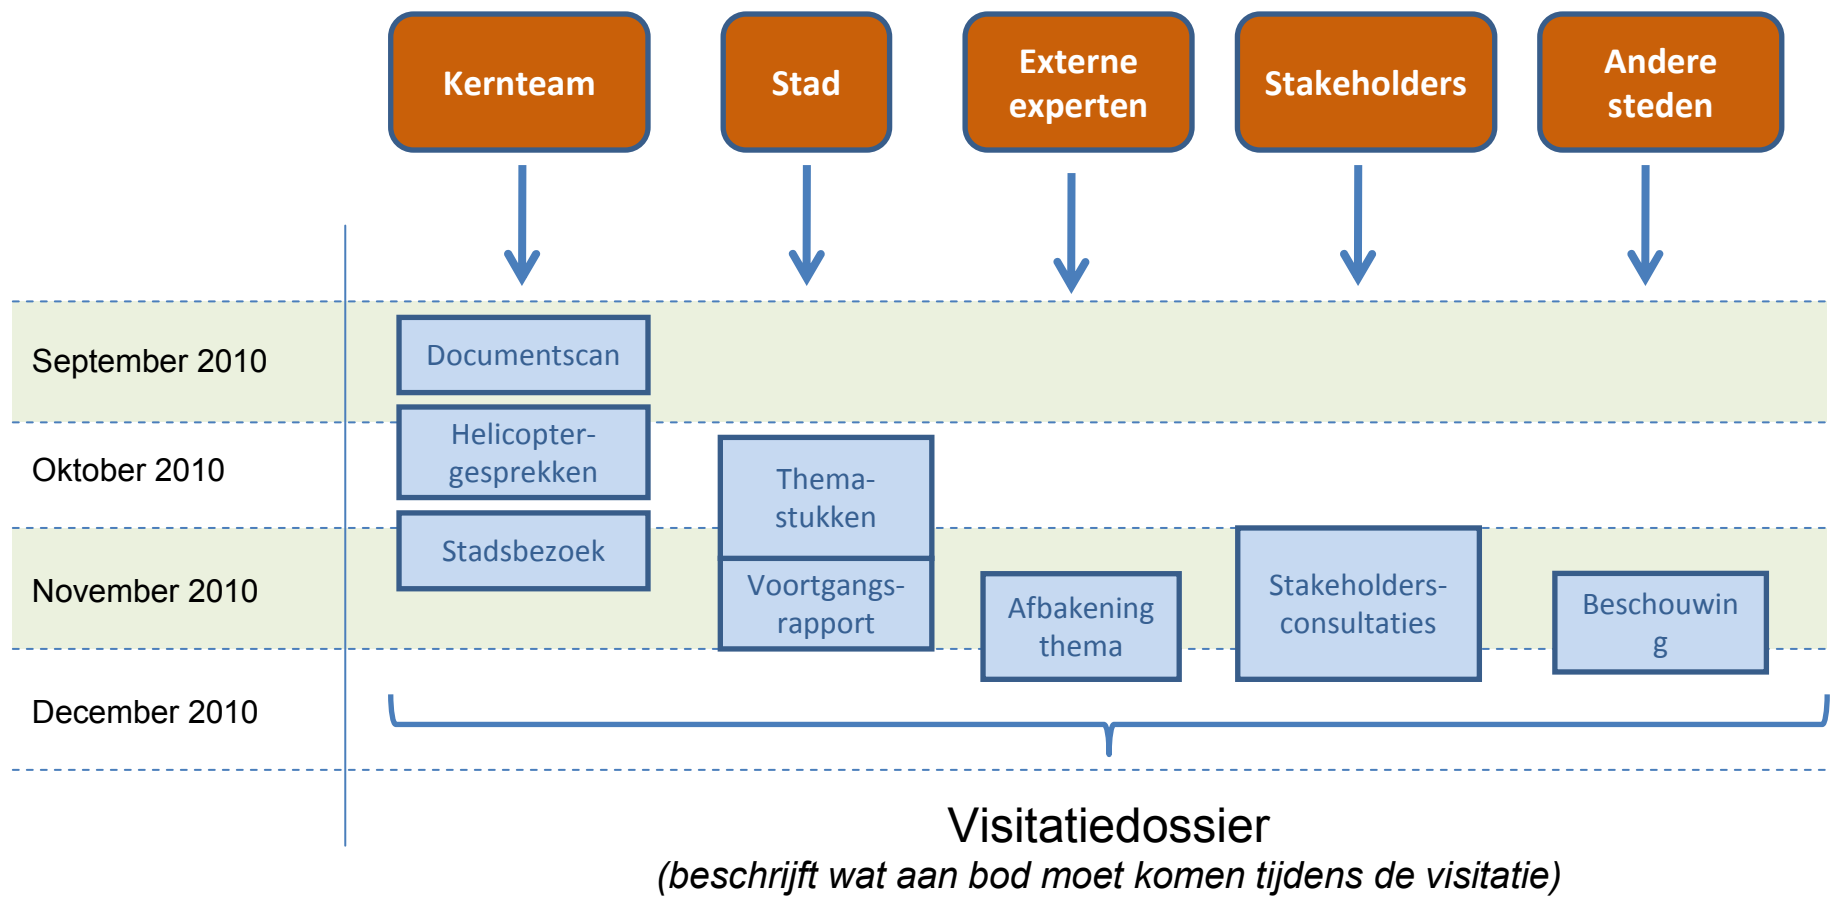 Kernteam
Stad
Externe
experten
Stakeholders
Andere
steden
September 2010
Documentscan
Oktober 2010
Helicopter-
gesprekken
Thema-
stukken
November 2010
Stadsbezoek
Voortgangs-
rapport
Afbakening
thema
Stakeholders-
consultaties
Beschouwin
g
December 2010
Visitatiedossier
(beschrijft wat aan bod moet komen tijdens de visitatie)